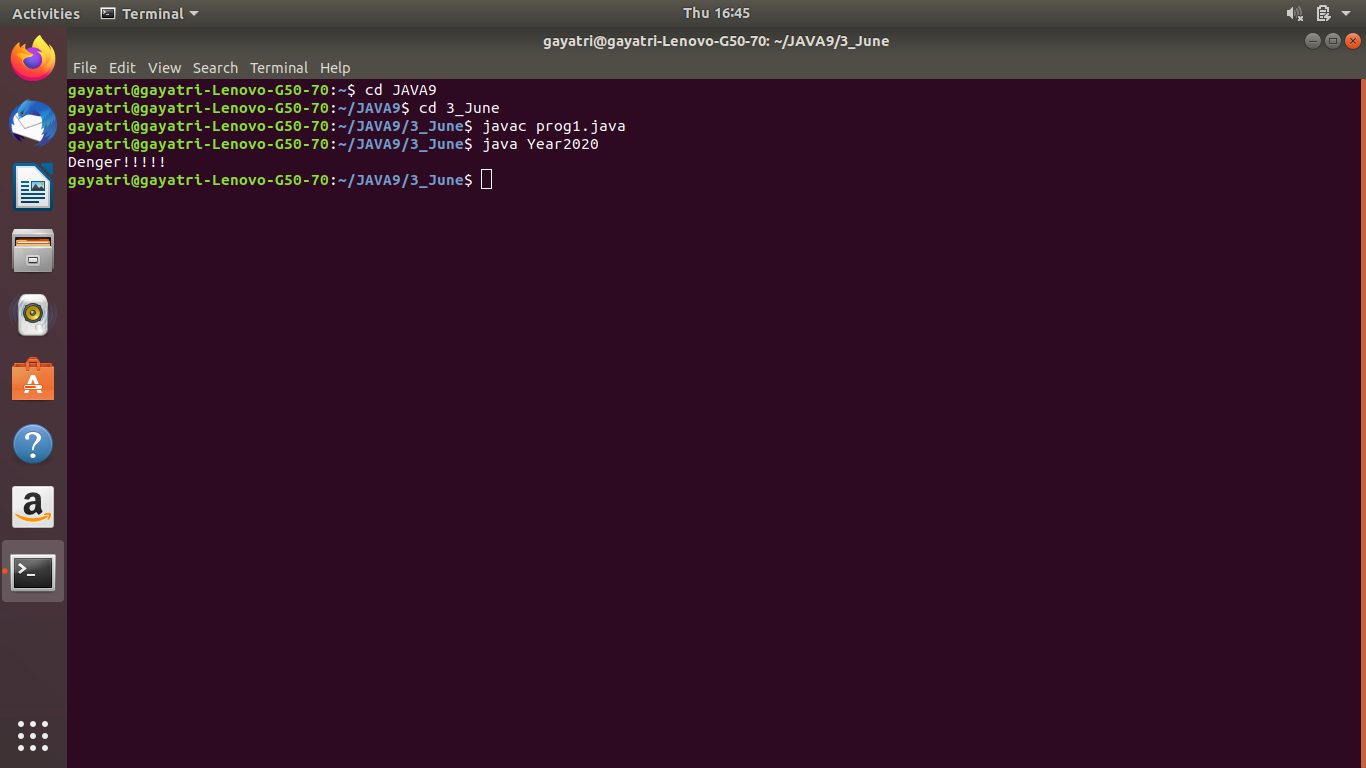 Activities Terminal Thu 16:45
gayatri@gayatri-Lenovo-G50-70: ~/JAVA9/3_June
File Edit View Search Terminal Help
gayatri@gayatri-Lenovo-G50-70:~$ cd JAVA9
gayatri@gayatri-Lenovo-G50-70:~/JAVA9$ cd 3_June
gayatri@gayatri-Lenovo-G50-70:~/JAVA9/3_June$ javac prog1.java
gayatri@gayatri-Lenovo-G50-70:~/JAVA9/3_June$ java Year2020
Denger!!!!!
gayatri@gayatri-Lenovo-G50-70:~/JAVA9/3_June$